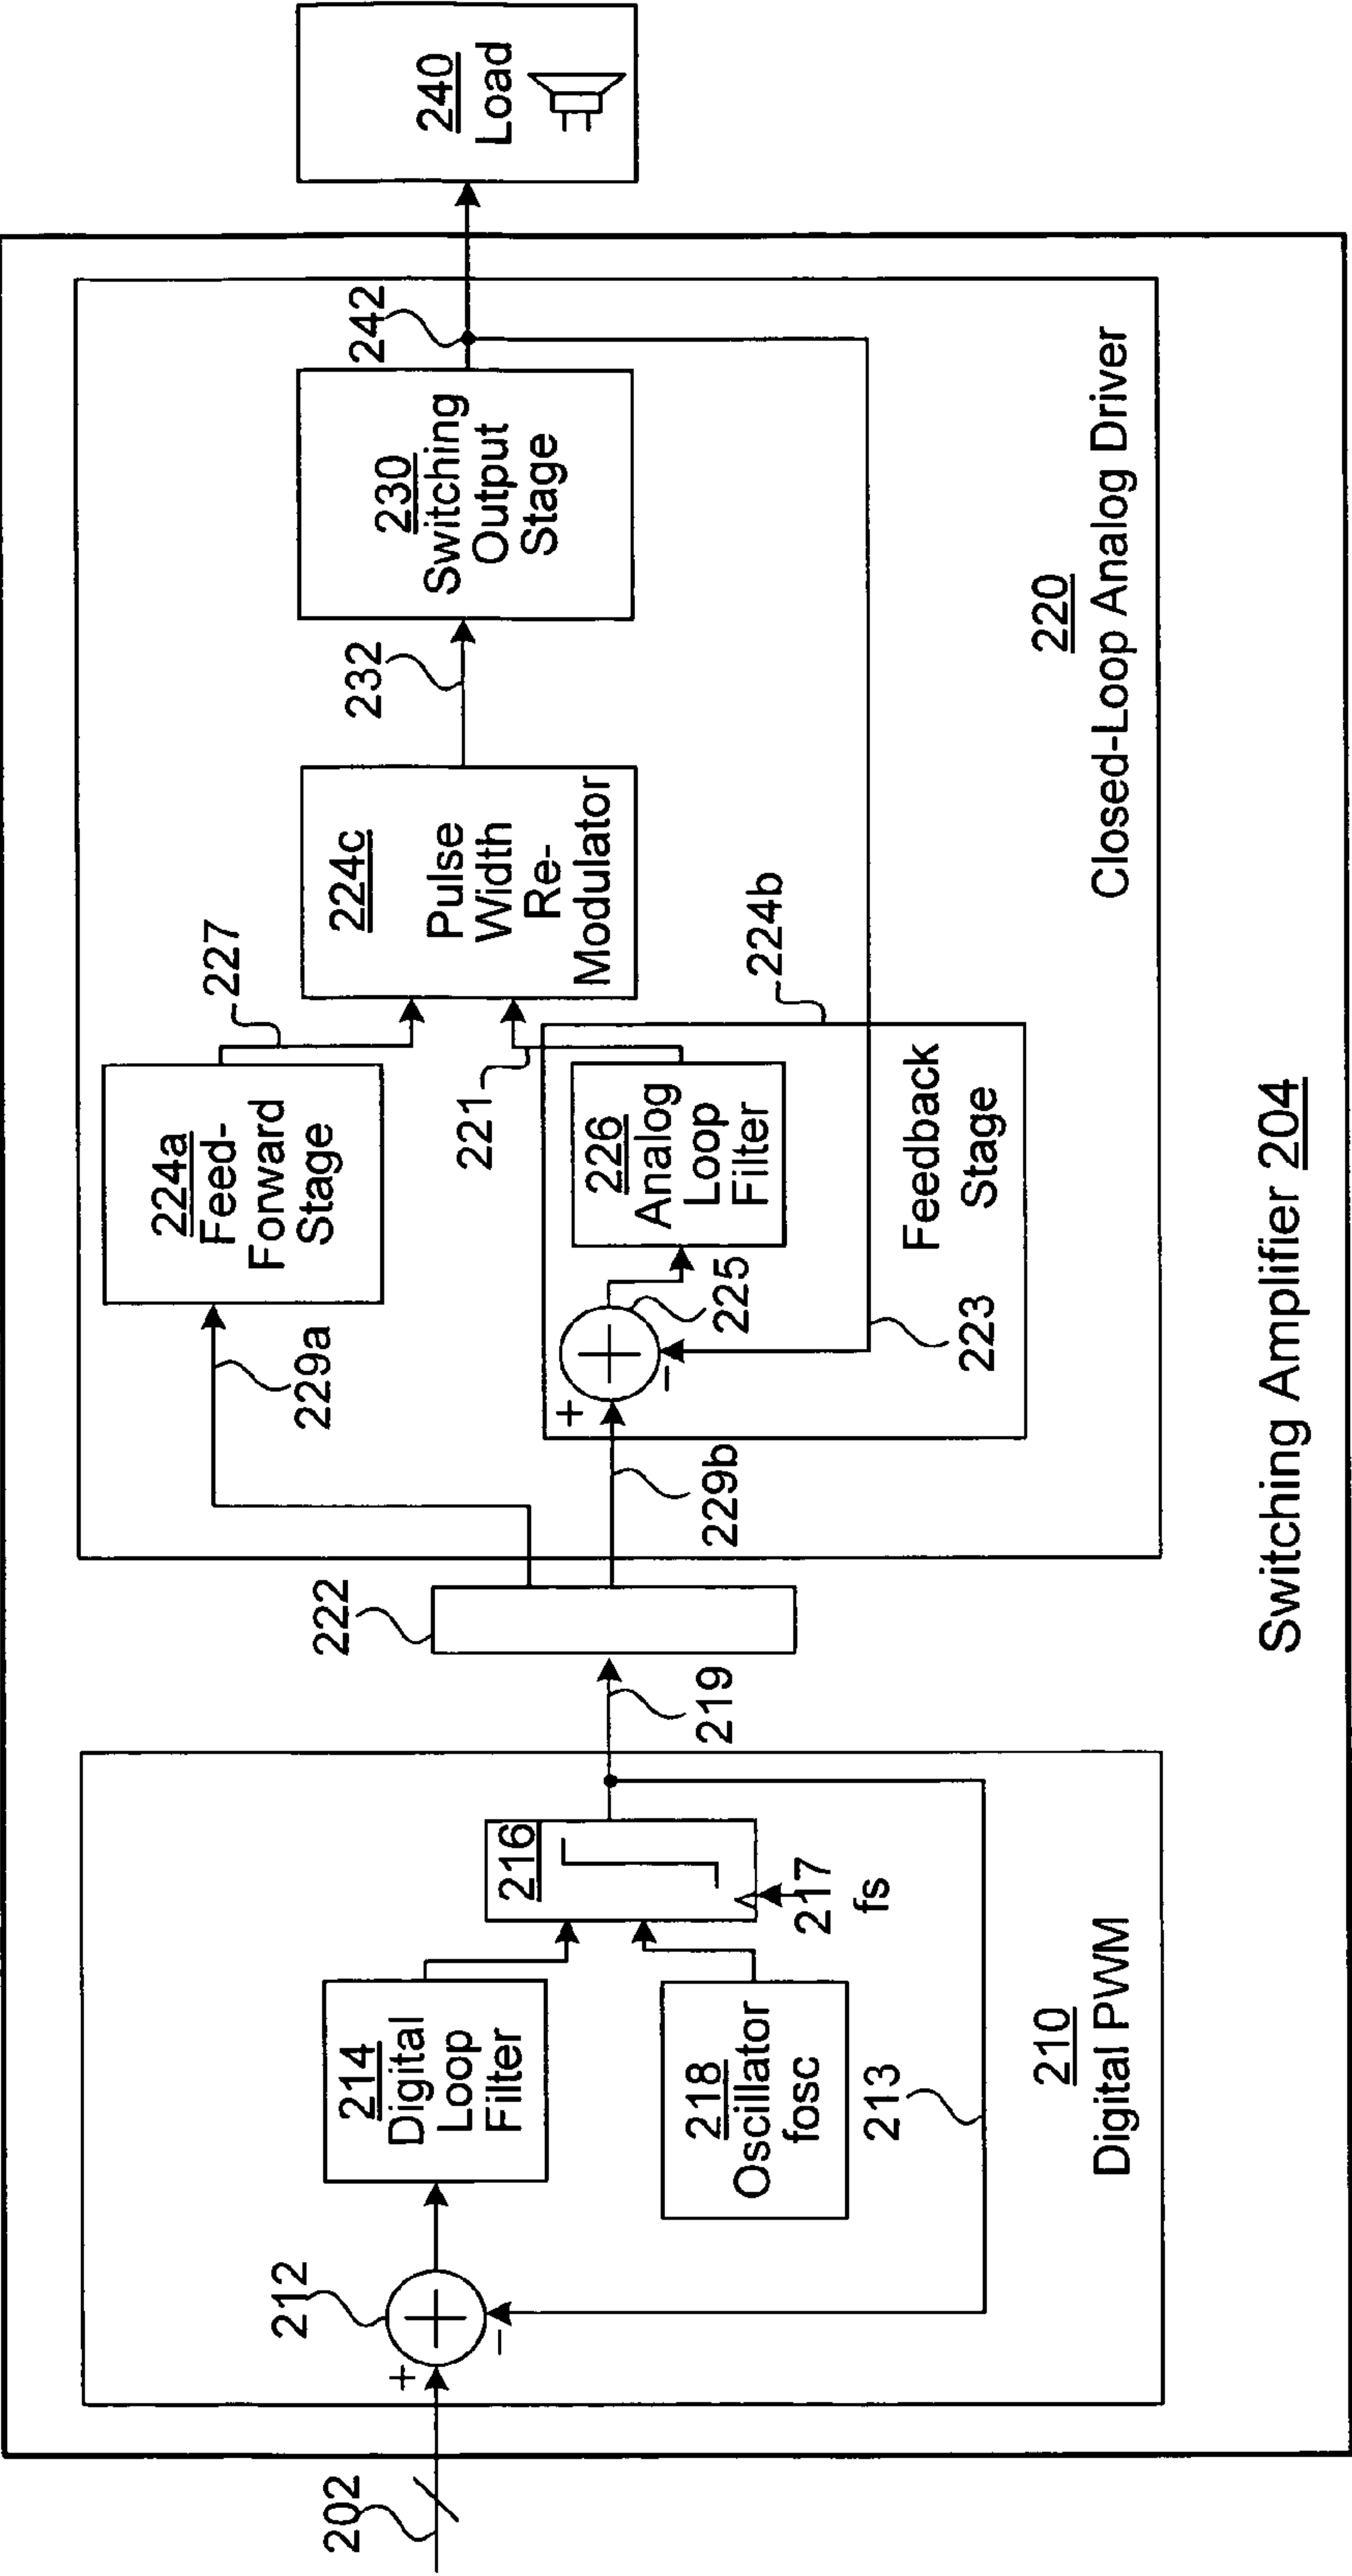 202
212
+
−
214
Digital
Loop
Filter
218
Oscillator
fosc
213
216
217
fs
210
Digital PWM
219
222
229a
229b
224a
Feed-
Forward
Stage
227
+
−
225
226
Analog
Loop
Filter
221
223
Feedback
Stage
224b
224c
Pulse
Width
Re-
Modulator
232
230
Switching
Output
Stage
242
220
Closed-Loop Analog Driver
240
Load
Switching Amplifier 204